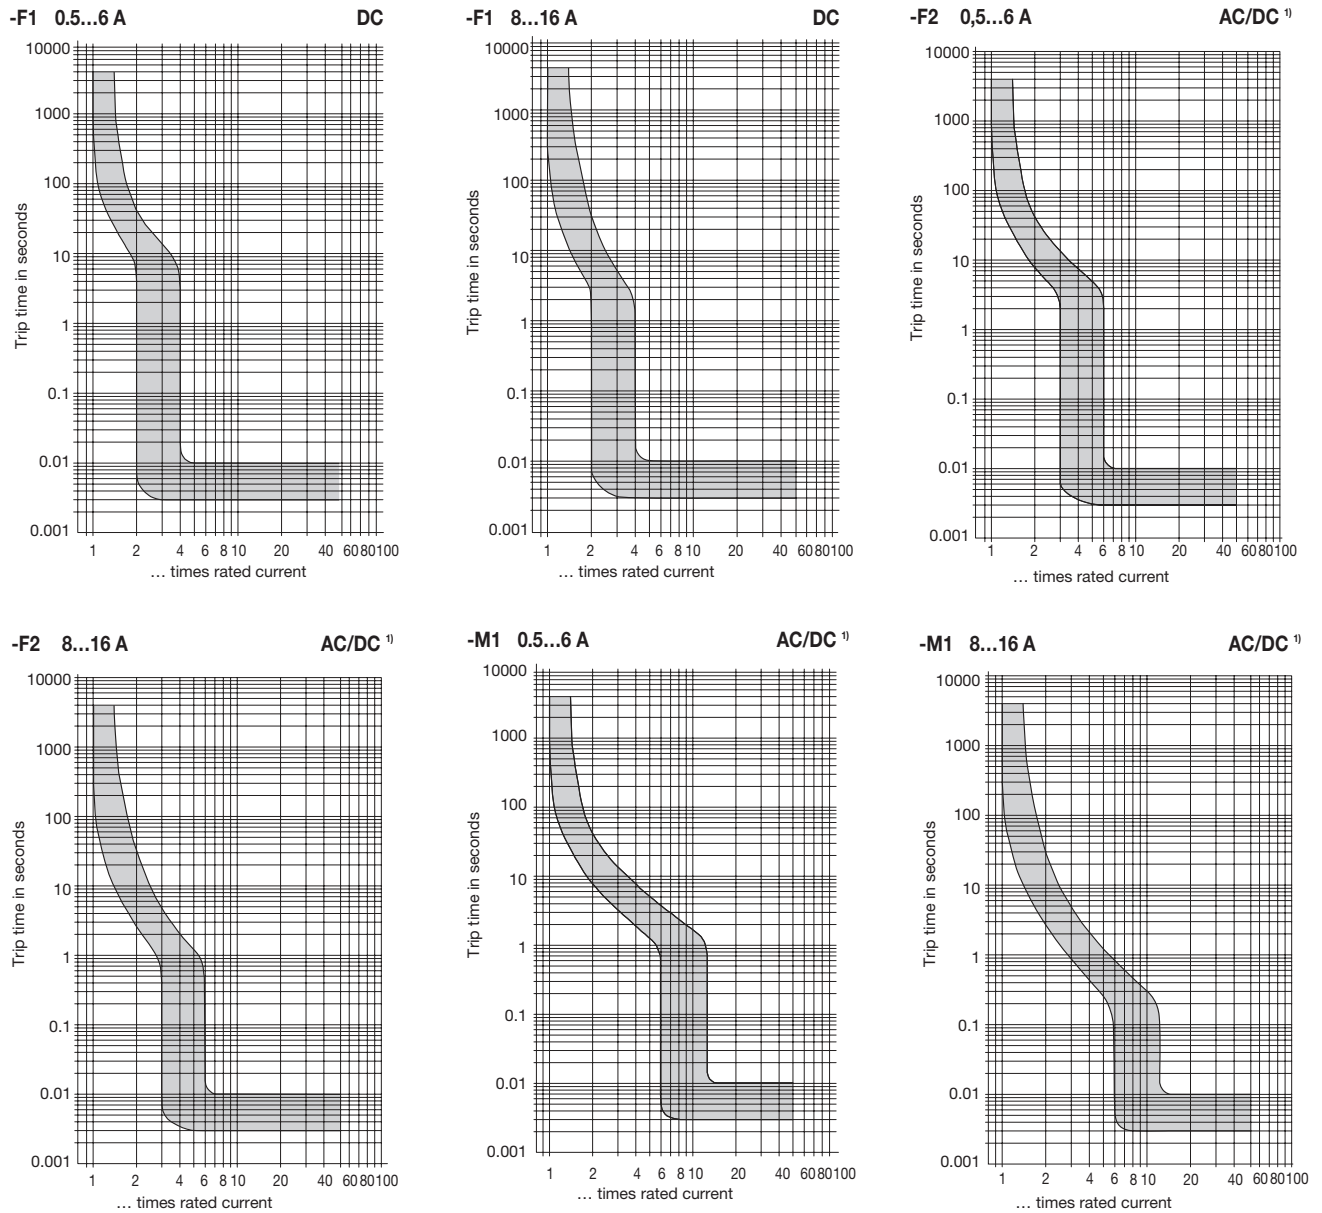 -F1 0.5...6 A DC
10000
1000
100
10
1
0.1
0.01
0.001
Trip time in seconds
1 2 4 6 8 10 20 40 60 80 100
... times rated current
-F1 8...16 A DC
10000
1000
100
10
1
0.1
0.01
0.001
Trip time in seconds
1 2 4 6 8 10 20 40 60 80 100
... times rated current
-F2 0,5...6 A AC/DC 1)
10000
1000
100
10
1
0.1
0.01
0.001
Trip time in seconds
1 2 4 6 8 10 20 40 60 80 100
... times rated current
-F2 8...16 A AC/DC 1)
10000
1000
100
10
1
0.1
0.01
0.001
Trip time in seconds
1 2 4 6 8 10 20 40 60 80 100
... times rated current
-M1 0.5...6 A AC/DC 1)
10000
1000
100
10
1
0.1
0.01
0.001
Trip time in seconds
1 2 4 6 8 10 20 40 60 80 100
... times rated current
-M1 8...16 A AC/DC 1)
10000
1000
100
10
1
0.1
0.01
0.001
Trip time in seconds
1 2 4 6 8 10 20 40 60 80 100
... times rated current